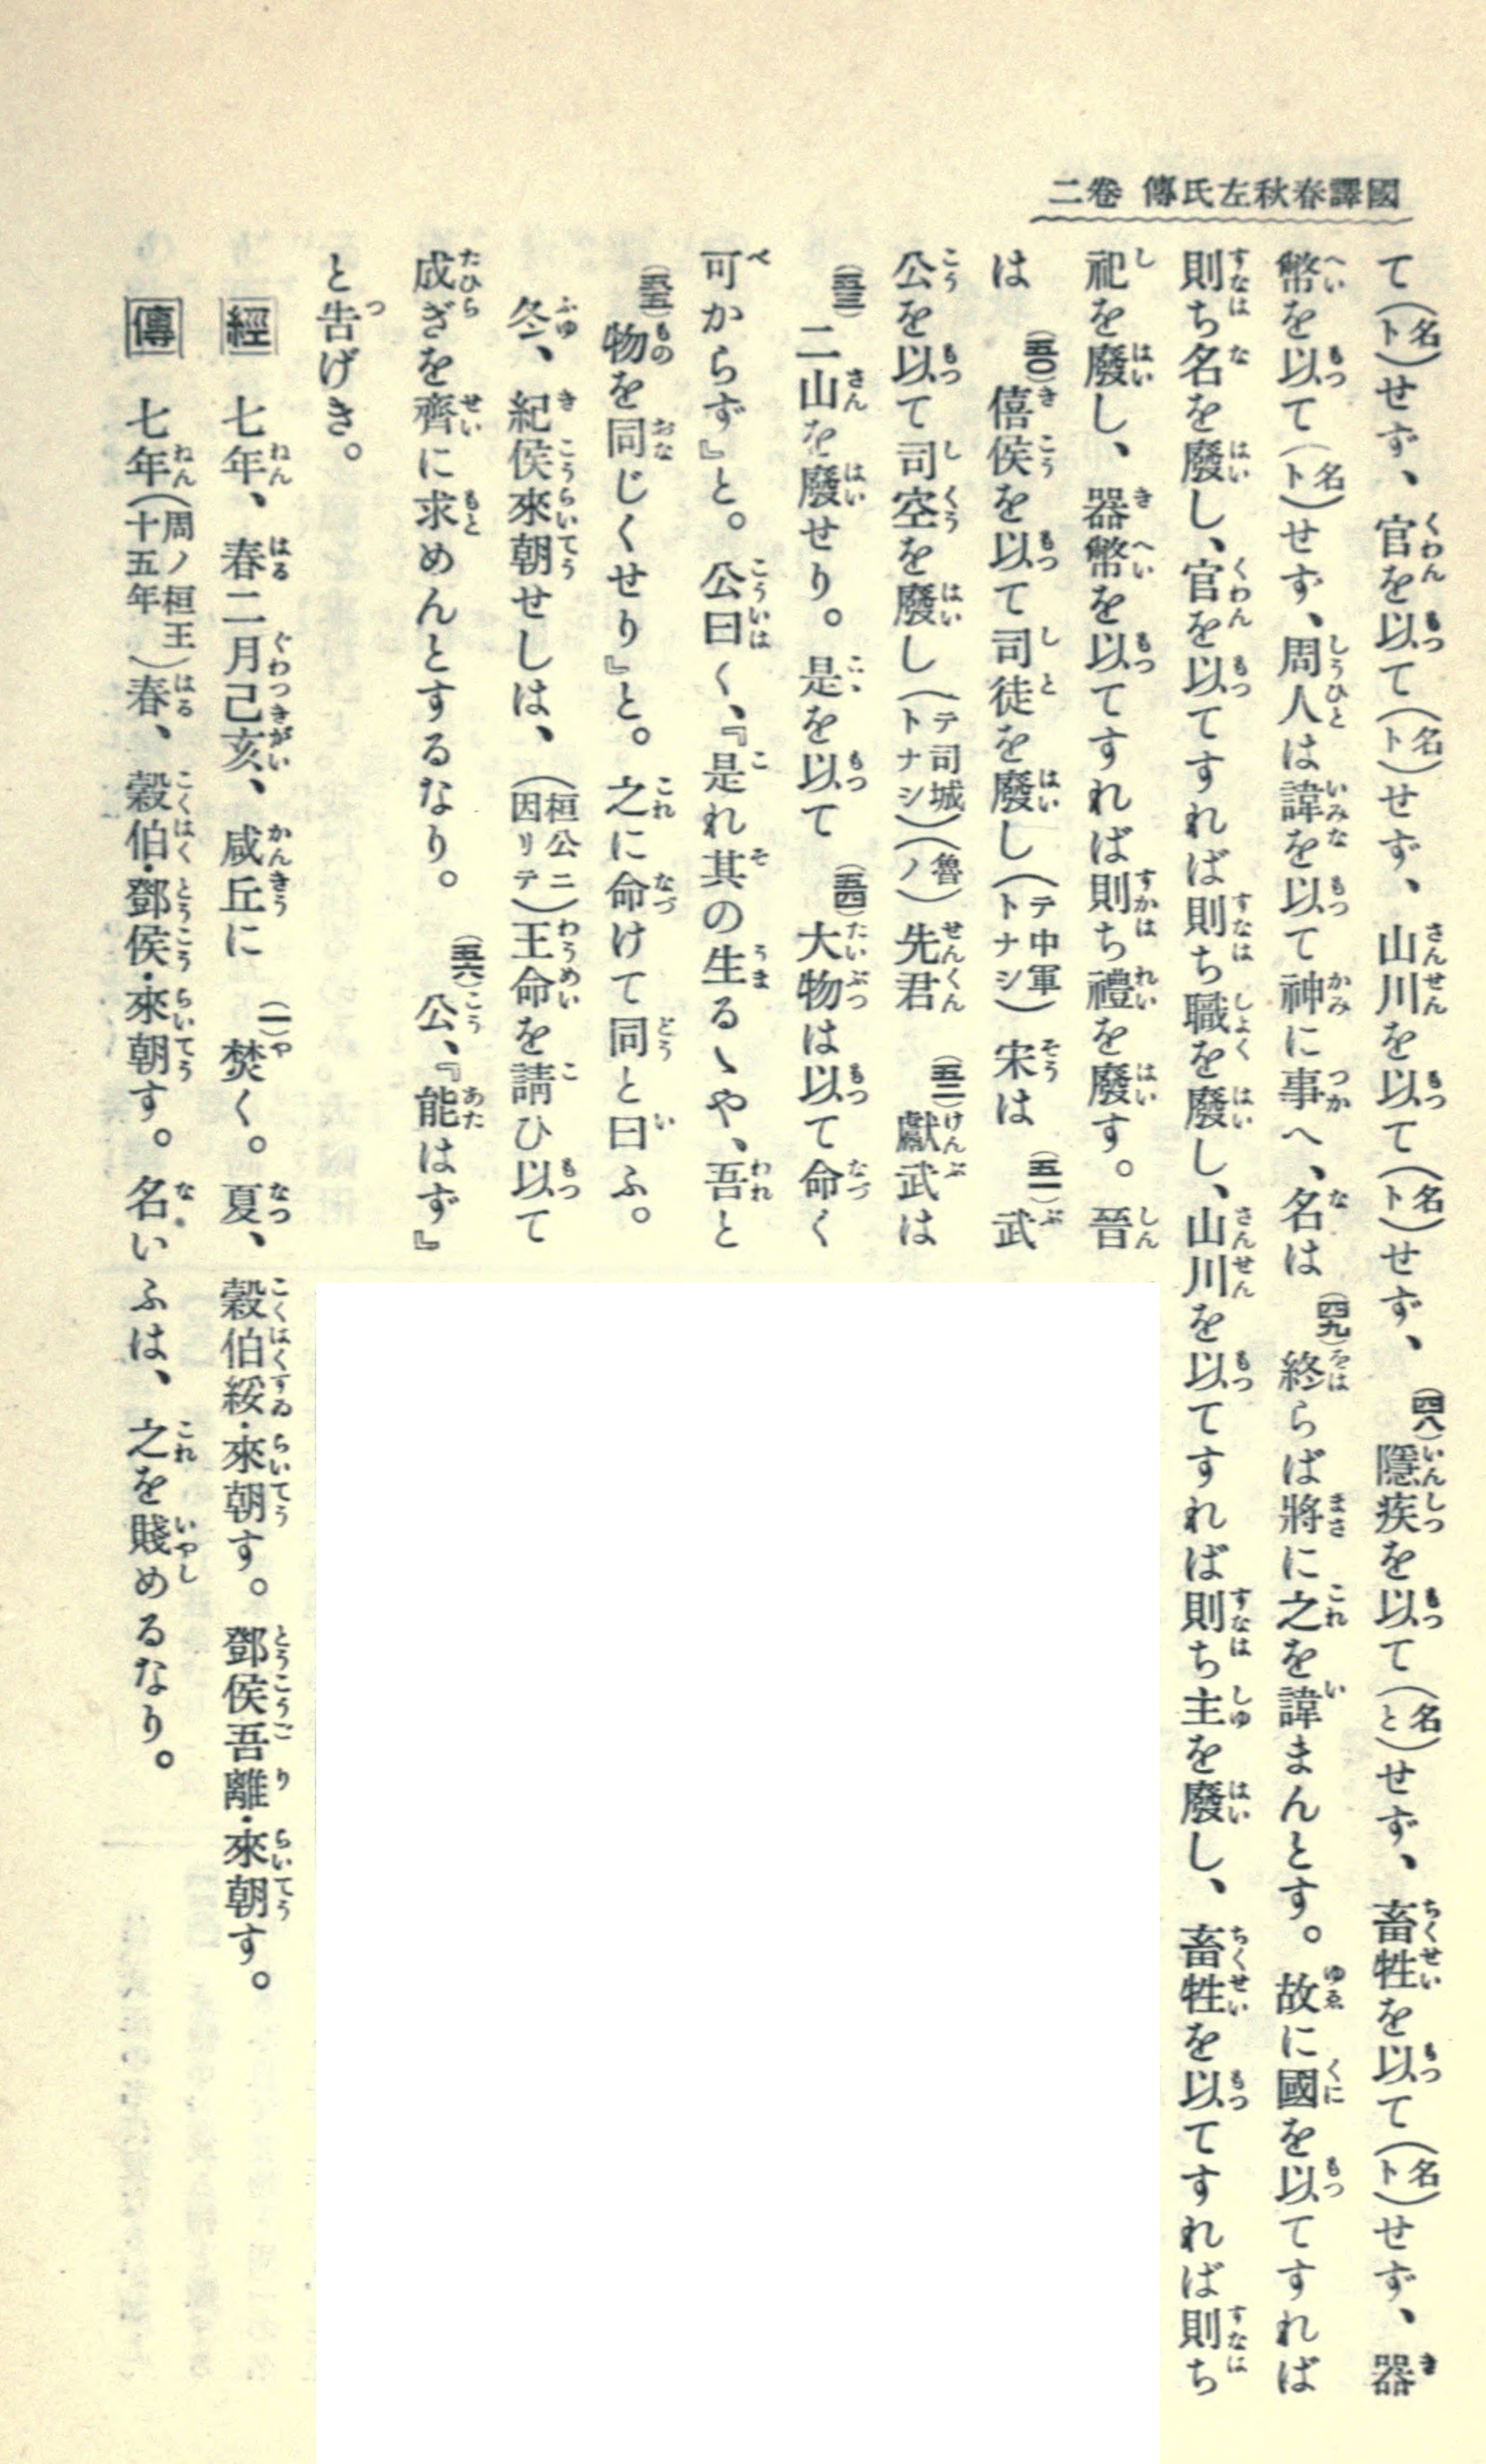 國譯春秋左氏傳 卷二
て(名ト)せず、官を以て(名ト)せず、山川を以て(名ト)せず、(四八)隱疾を以て(名と)せず、畜牲を以て(名ト)せず、器
幣を以て(名ト)せず、周人は諱を以て神に事へ、名は(四九)終らば將に之を諱まんとす。故に國を以てすれば
則ち名を廢し、官を以てすれば則ち職を廢し、山川を以てすれば則ち主を廢し、畜牲を以てすれば則ち
祀を廢し、器幣を以てすれば則ち禮を廢す。晉
は(五〇)僖侯を以て司徒を廢し(テ中軍トナシ)宋は(五一)武
公を以て司空を廢し(テ司城トナシ)(魯ノ)先君(五二)獻武は
(五三)二山を廢せり。是を以て(五四)大物は以て命く
可からず』と。公曰く、『是れ其の生るゝや、吾と
(五五)物を同じくせり』と。之に命けて同と曰ふ。
冬、紀侯來朝せしは、(桓公ニ因リテ)王命を請ひ以て
成ぎを齊に求めんとするなり。(五六)公、『能はず』
と告げき。
經 七年、春二月己亥、咸丘に(一)焚く。夏、穀伯綏・來朝す。鄧侯吾離・來朝す。
傳 七年(周ノ桓王十五年)春、穀伯・鄧侯・來朝す。名いふは、之を賤めるなり。